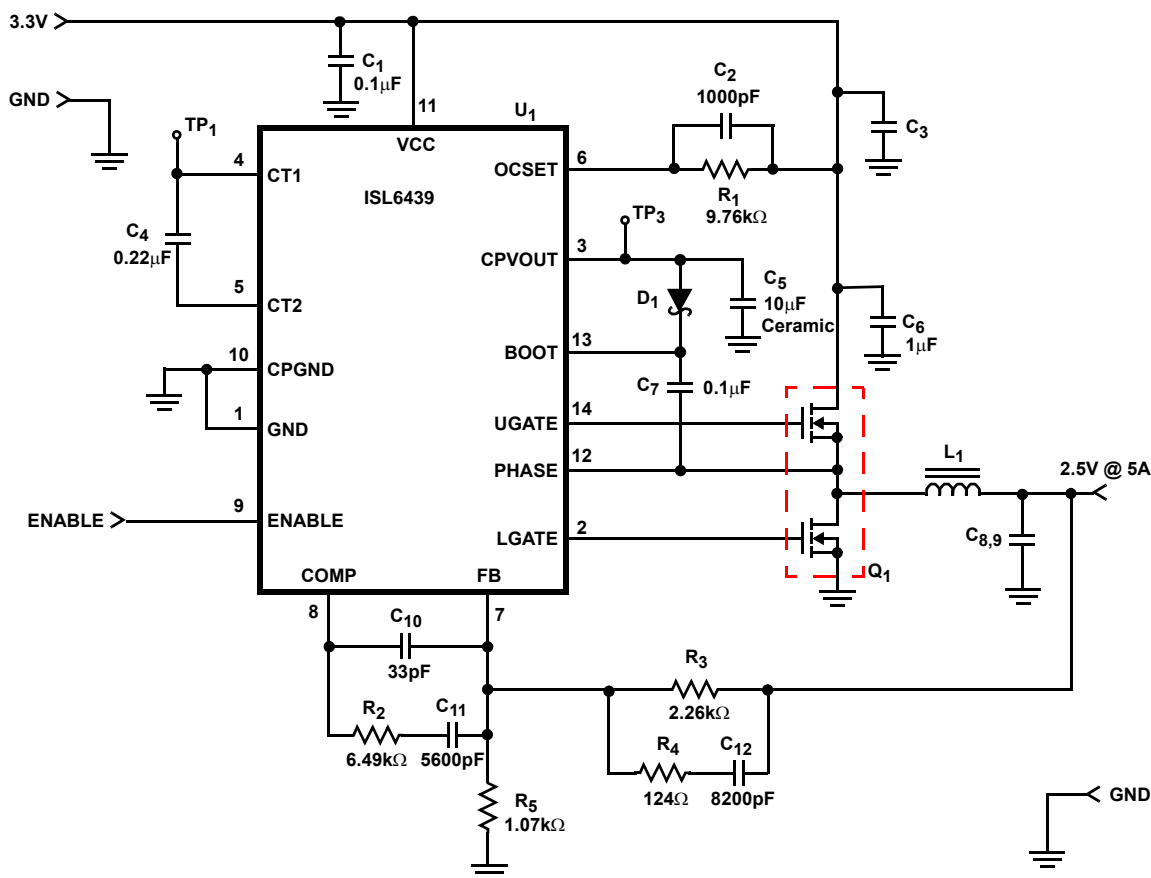 3.3V
C1
0.1μF
GND
11
U1
C2
1000pF
C3
TP1
VCC
4
CT1
OCSET
6
ISL6439
R1
9.76kΩ
TP3
C4
0.22μF
CPVOUT
3
5
CT2
D1
C5
10μF
Ceramic
C6
1μF
BOOT
13
10
CPGND
C7
0.1μF
1
GND
UGATE
14
PHASE
12
L1
2.5V @ 5A
ENABLE
9
ENABLE
LGATE
2
C8,9
Q1
COMP
FB
8
7
C10
33pF
R3
2.26kΩ
R2
6.49kΩ
C11
5600pF
R4
124Ω
C12
8200pF
R5
1.07kΩ
GND